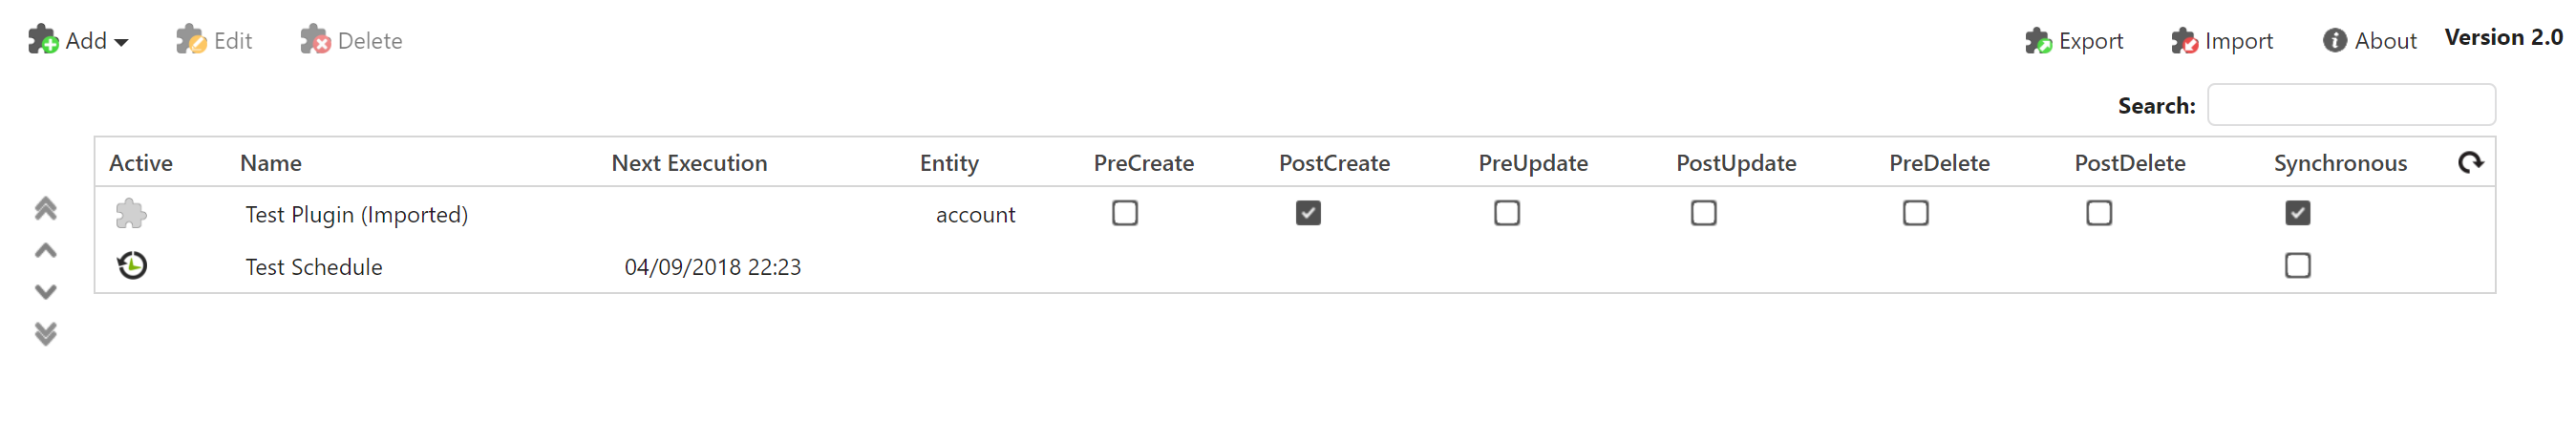 Add Edit Delete Export Import About Version 2.0
Search:
Active Name Next Execution Entity PreCreate PostCreate PreUpdate PostUpdate PreDelete PostDelete Synchronous
Test Plugin (Imported) account
Test Schedule 04/09/2018 22:23